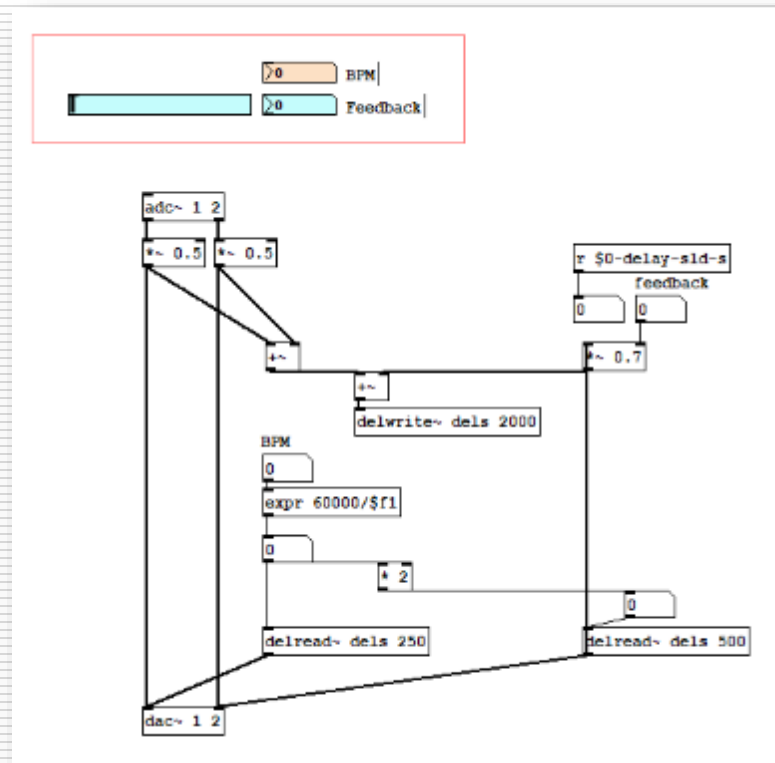 0 BPM
0 Feedback
adc~ 1 2
*~ 0.5 *~ 0.5
r $0-delay-sld-s
feedback
0 0
+~ *~ 0.7
+~
delwrite~ dels 2000
BPM
0
expr 60000/$f1
0
* 2
0
delread~ dels 250 delread~ dels 500
dac~ 1 2